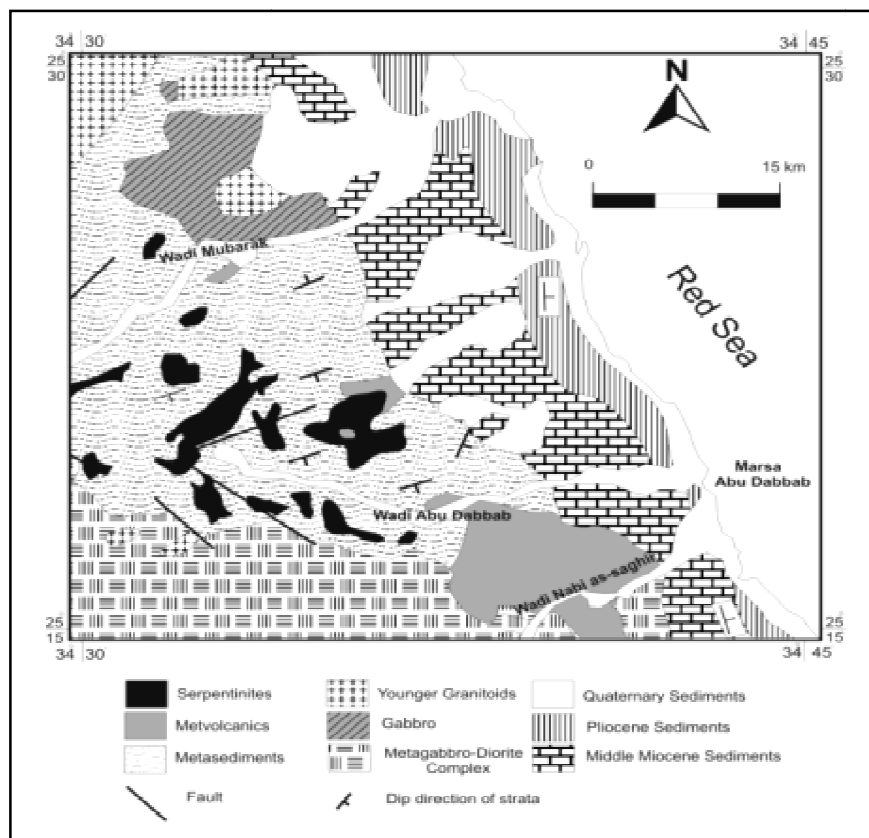 34 30
34 45
25
30
25
30
N
0
15 km
Wadi Mubarak
Red Sea
Marsa
Abu Dabbab
Wadi Abu Dabbab
Wadi Nabi as-saghir
25
15
25
15
34 30
34 45
Serpentinites
Younger Granitoids
Quaternary Sediments
Metvolcanics
Gabbro
Pliocene Sediments
Metasediments
Metagabbro-Diorite
Complex
Middle Miocene Sediments
Fault
Dip direction of strata